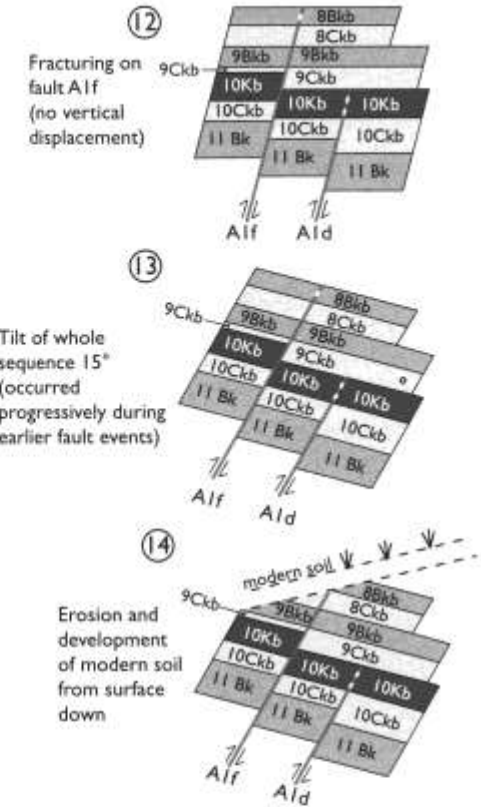 12
8Bkb
8Ckb
Fracturing on
fault A1f
(no vertical
displacement)
9Ckb
9Bkb
9Bkb
9Ckb
10Kb
10Kb
10Kb
10Ckb
10Ckb
10Ckb
11 Bk
11 Bk
11 Bk
A1f
A1d
13
8Bkb
8Ckb
9Ckb
9Bkb
9Bkb
9Ckb
Tilt of whole
sequence 15°
(occurred
progressively during
earlier fault events)
10Kb
10Kb
10Kb
10Ckb
10Ckb
10Ckb
11 Bk
11 Bk
11 Bk
A1f
A1d
14
modern soil
8Bkb
8Ckb
9Ckb
9Bkb
9Bkb
9Ckb
Erosion and
development
of modern soil
from surface
down
10Kb
10Kb
10Kb
10Ckb
10Ckb
10Ckb
11 Bk
11 Bk
11 Bk
A1f
A1d